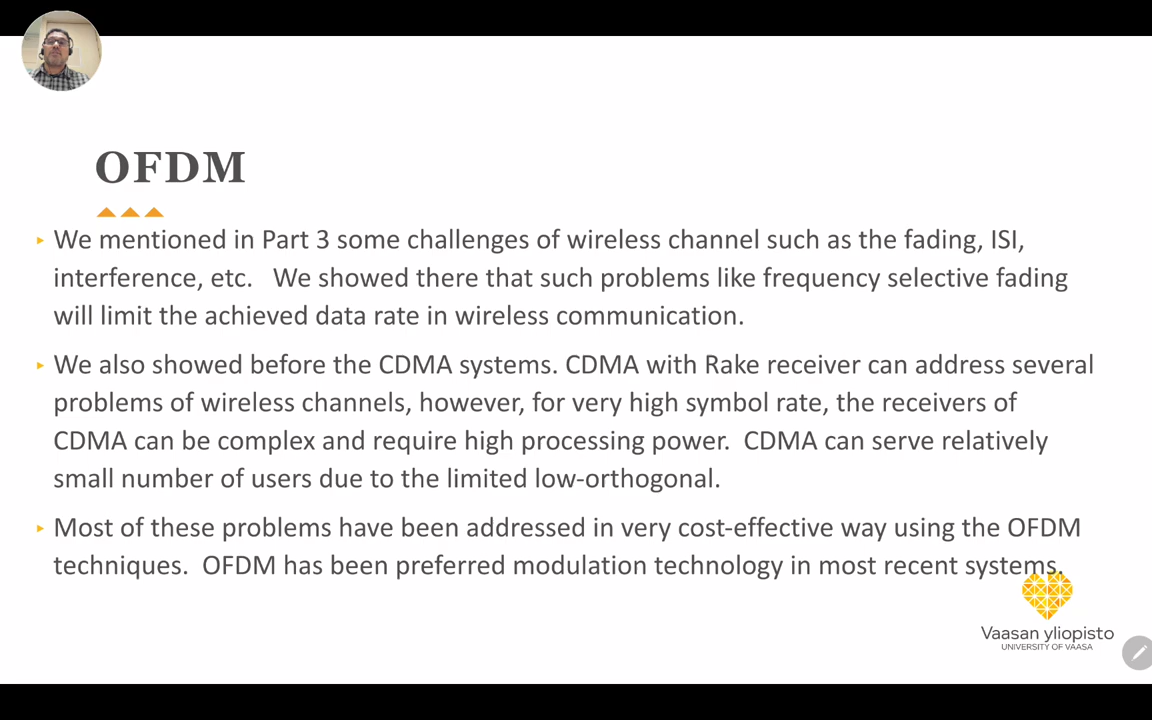 OFDM
We mentioned in Part 3 some challenges of wireless channel such as the fading, ISI,
interference, etc.   We showed there that such problems like frequency selective fading
will limit the achieved data rate in wireless communication.
We also showed before the CDMA systems. CDMA with Rake receiver can address several
problems of wireless channels, however, for very high symbol rate, the receivers of
CDMA can be complex and require high processing power.  CDMA can serve relatively
small number of users due to the limited low-orthogonal.
Most of these problems have been addressed in very cost-effective way using the OFDM
techniques.  OFDM has been preferred modulation technology in most recent systems.
Vaasan yliopisto
UNIVERSITY OF VAASA